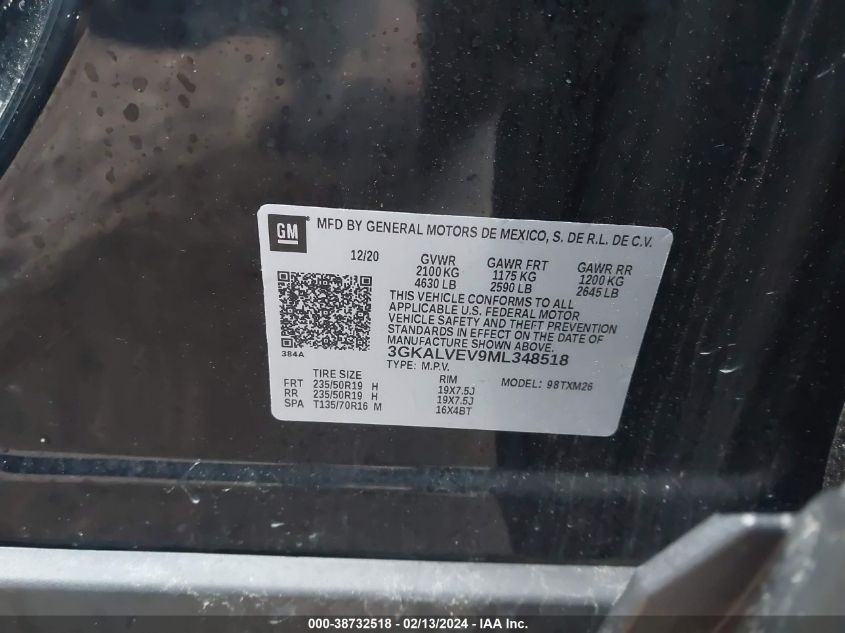 GM
MFD BY GENERAL MOTORS DE MEXICO, S. DE R.L. DE C.V.
12/20 GVWR GAWR FRT GAWR RR
2100 KG 1175 KG 1200 KG
4630 LB 2590 LB 2645 LB
THIS VEHICLE CONFORMS TO ALL
APPLICABLE U.S. FEDERAL MOTOR
VEHICLE SAFETY AND THEFT PREVENTION
STANDARDS IN EFFECT ON THE DATE OF
MANUFACTURE SHOWN ABOVE.
384A
3GKALVEV9ML348518
TYPE: M.P.V.
TIRE SIZE RIM MODEL: 98TXM26
FRT 235/50R19 H 19X7.5J
RR 235/50R19 H 19X7.5J
SPA T135/70R16 M 16X4BT
000-38732518 - 02/13/2024 - IAAI.COM